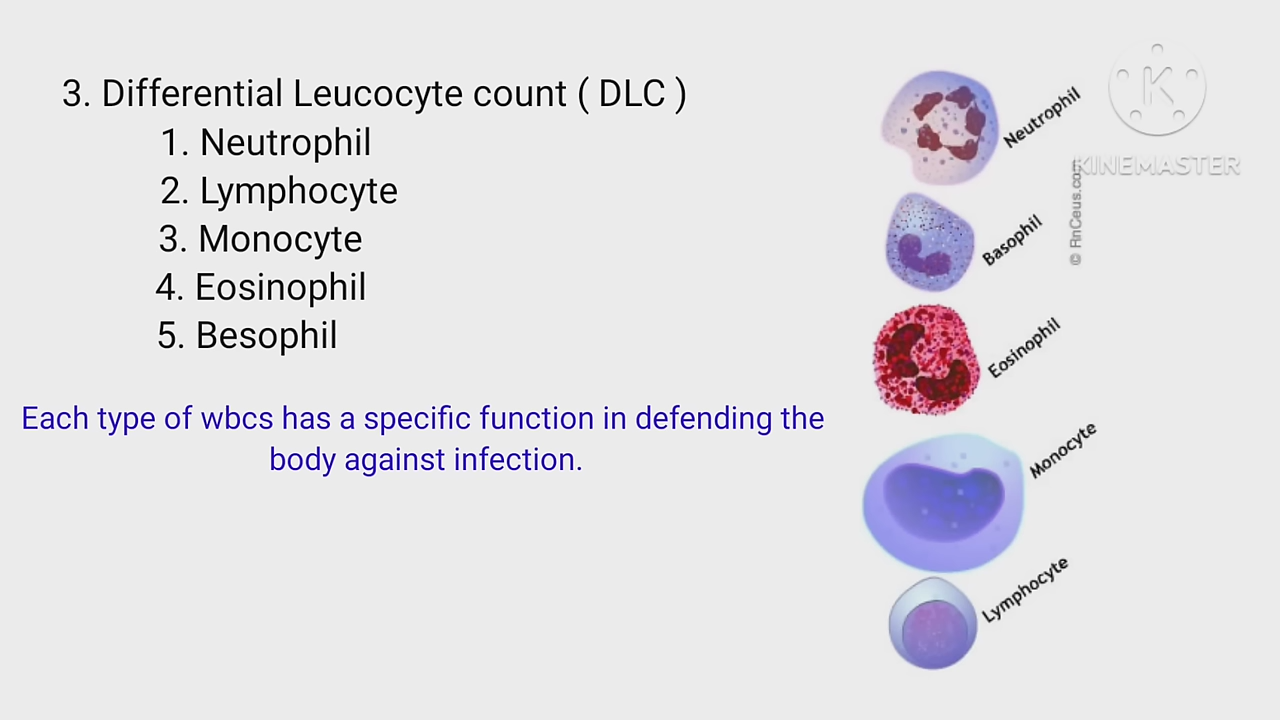 3. Differential Leucocyte count ( DLC )
1. Neutrophil
2. Lymphocyte
3. Monocyte
4. Eosinophil
5. Besophil
Each type of wbcs has a specific function in defending the
body against infection.
Neutrophil
Basophil
Eosinophil
Monocyte
Lymphocyte
© RnCeus.com
K
KINEMASTER